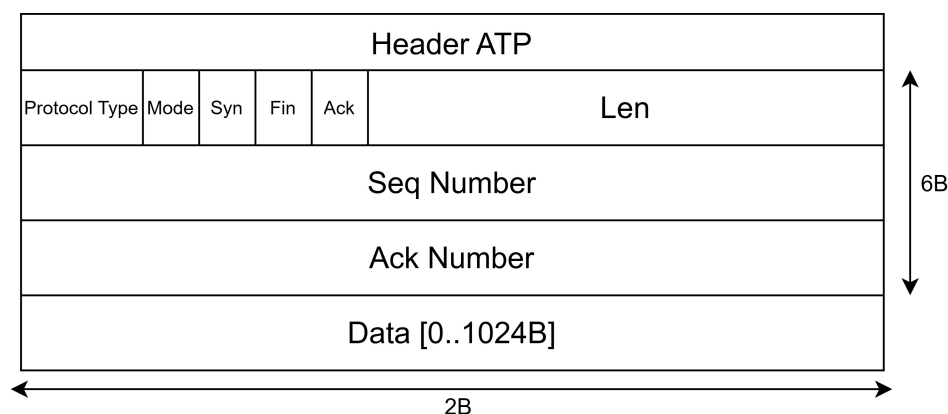 Header ATP
Protocol Type Mode Syn Fin Ack Len
Seq Number
6B
Ack Number
Data [0..1024B]
2B